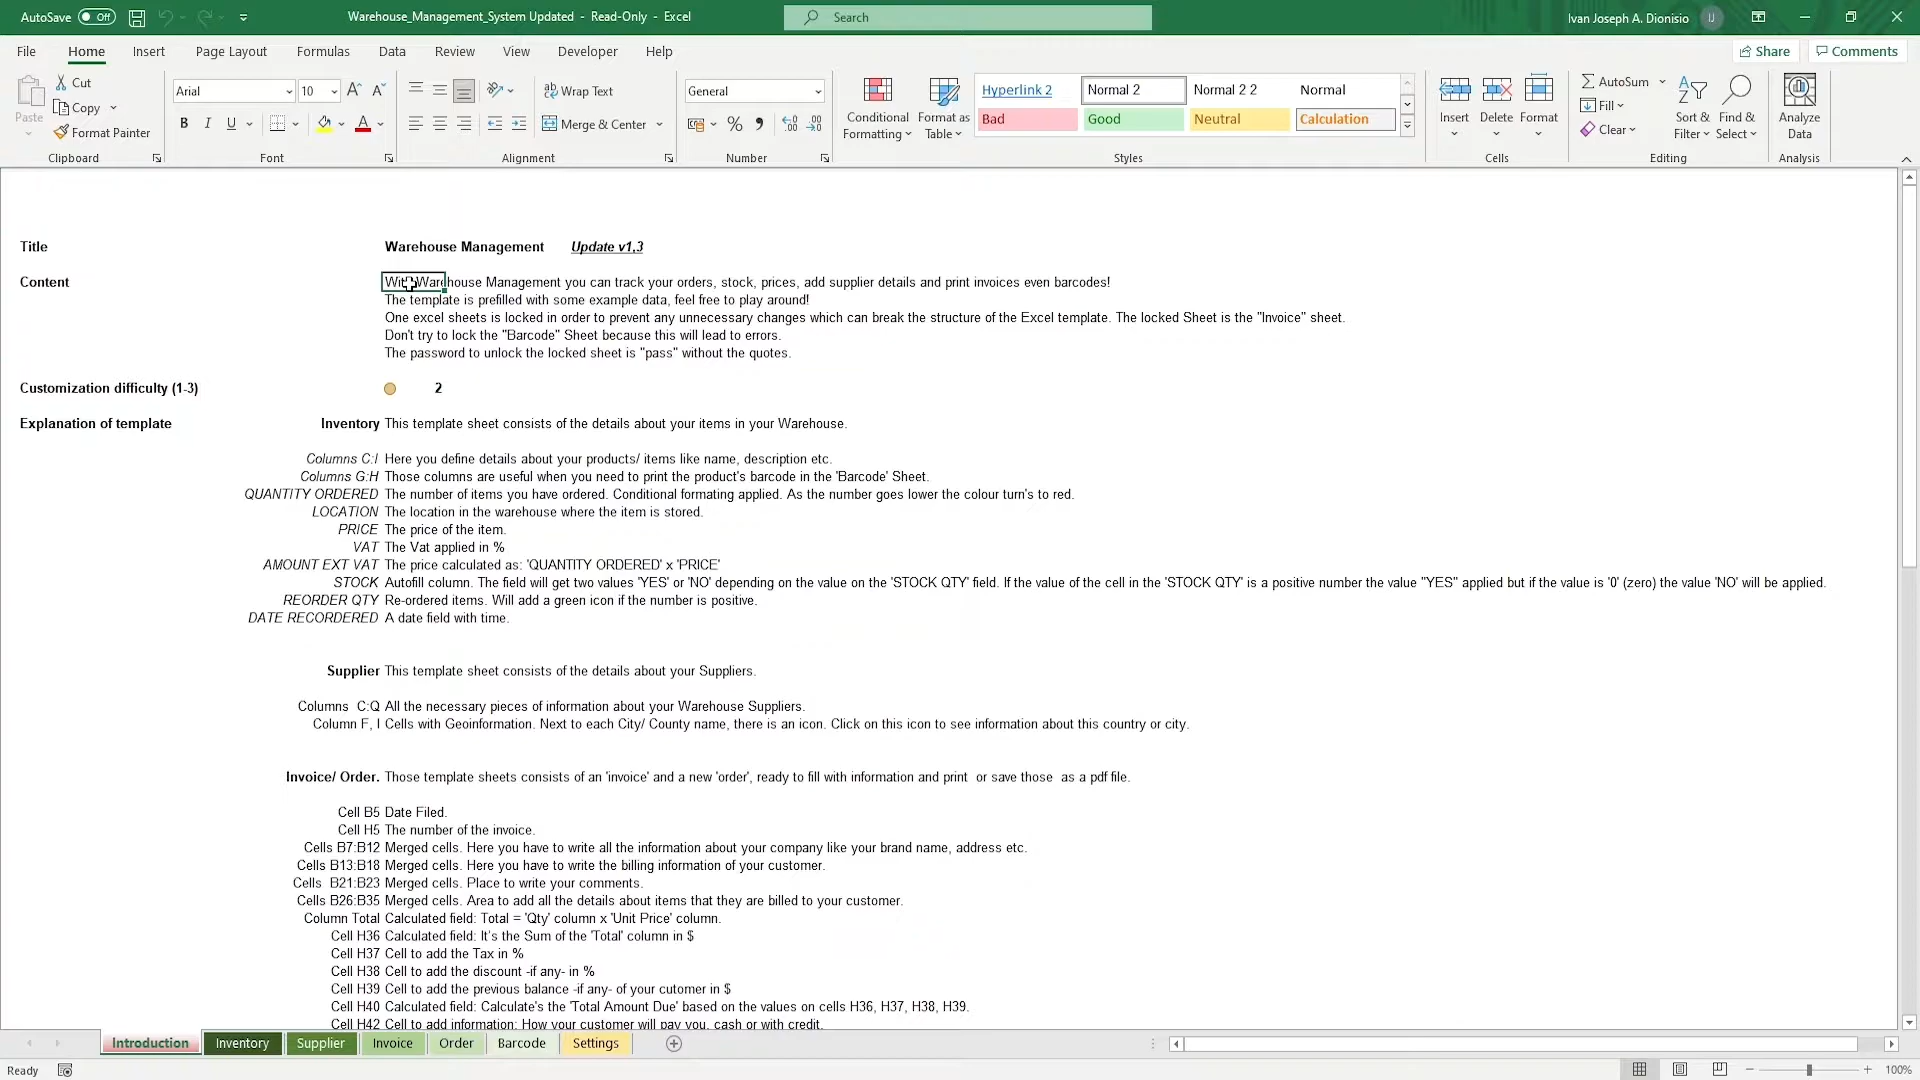 AutoSave Off Warehouse_Management_System Updated - Read-Only - Excel Search Ivan Joseph A. Dionisio IJ
File Home Insert Page Layout Formulas Data Review View Developer Help Share Comments
Paste Cut Copy Format Painter Clipboard
Arial 10 B I U Font
Wrap Text Merge & Center Alignment
General Number
Conditional Formatting Format as Table
Hyperlink 2 Normal 2 Normal 2 2 Normal
Bad Good Neutral Calculation
Styles
Insert Delete Format Cells
AutoSum Fill Clear Sort & Filter Find & Select Editing
Analyze Data Analysis
Title Warehouse Management Update v1,3
Content With Warehouse Management you can track your orders, stock, prices, add supplier details and print invoices even barcodes!
The template is prefilled with some example data, feel free to play around!
One excel sheets is locked in order to prevent any unnecessary changes which can break the structure of the Excel template. The locked Sheet is the "Invoice" sheet.
Don't try to lock the "Barcode" Sheet because this will lead to errors.
The password to unlock the locked sheet is "pass" without the quotes.
Customization difficulty (1-3) 2
Explanation of template Inventory This template sheet consists of the details about your items in your Warehouse.
Columns C:I Here you define details about your products/ items like name, description etc.
Columns G:H Those columns are useful when you need to print the product's barcode in the 'Barcode' Sheet.
QUANTITY ORDERED The number of items you have ordered. Conditional formating applied. As the number goes lower the colour turn's to red.
LOCATION The location in the warehouse where the item is stored.
PRICE The price of the item.
VAT The Vat applied in %
AMOUNT EXT VAT The price calculated as: 'QUANTITY ORDERED' x 'PRICE'
STOCK Autofill column. The field will get two values 'YES' or 'NO' depending on the value on the 'STOCK QTY' field. If the value of the cell in the 'STOCK QTY' is a positive number the value "YES" applied but if the value is '0' (zero) the value 'NO' will be applied.
REORDER QTY Re-ordered items. Will add a green icon if the number is positive.
DATE RECORDERED A date field with time.
Supplier This template sheet consists of the details about your Suppliers.
Columns C:Q All the necessary pieces of information about your Warehouse Suppliers.
Column F, I Cells with Geoinformation. Next to each City/ County name, there is an icon. Click on this icon to see information about this country or city.
Invoice/ Order. Those template sheets consists of an 'invoice' and a new 'order', ready to fill with information and print or save those as a pdf file.
Cell B5 Date Filed.
Cell H5 The number of the invoice.
Cells B7:B12 Merged cells. Here you have to write all the information about your company like your brand name, address etc.
Cells B13:B18 Merged cells. Here you have to write the billing information of your customer.
Cells B21:B23 Merged cells. Place to write your comments.
Cells B26:B35 Merged cells. Area to add all the details about items that they are billed to your customer.
Column Total Calculated field: Total = 'Qty' column x 'Unit Price' column.
Cell H36 Calculated field: It's the Sum of the 'Total' column in $
Cell H37 Cell to add the Tax in %
Cell H38 Cell to add the discount -if any- in %
Cell H39 Cell to add the previous balance -if any- of your cutomer in $
Cell H40 Calculated field: Calculate's the 'Total Amount Due' based on the values on cells H36, H37, H38, H39.
Cell H42 Cell to add information: How your customer will pay you, cash or with credit.
Introduction Inventory Supplier Invoice Order Barcode Settings
Ready 100%